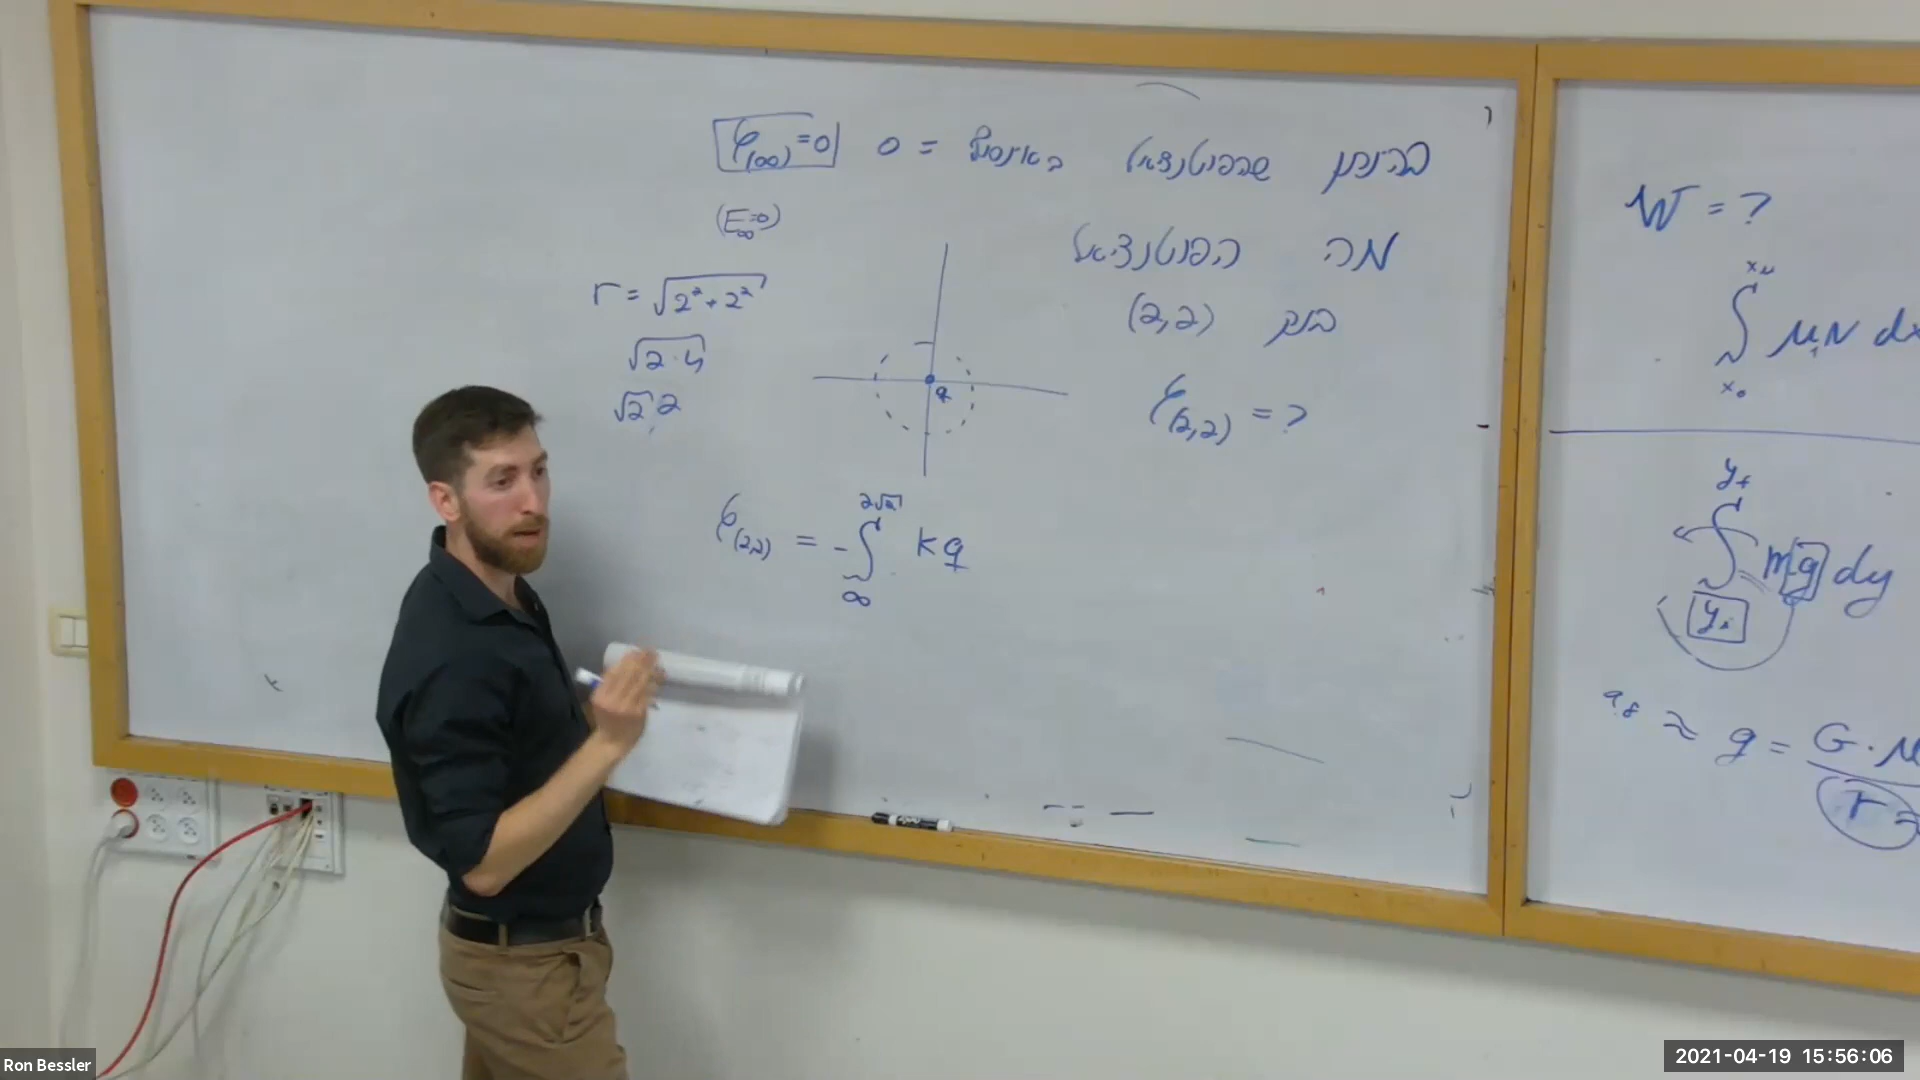 בהינתן שהפוטנציאל באינסוף = 0 φ(∞)=0
(E∞=0)
מה הפוטנציאל
בנק (2,2)
φ(2,2) = ?
r = √2²+2²
√2·4
√2 2
q
φ(2,2) = -∫∞^2√2 kq
W = ?
∫ μN dx
x₀
yf
∫ mg dy
yi
≈ g = G·M
r²
Ron Bessler
2021-04-19 15:56:06